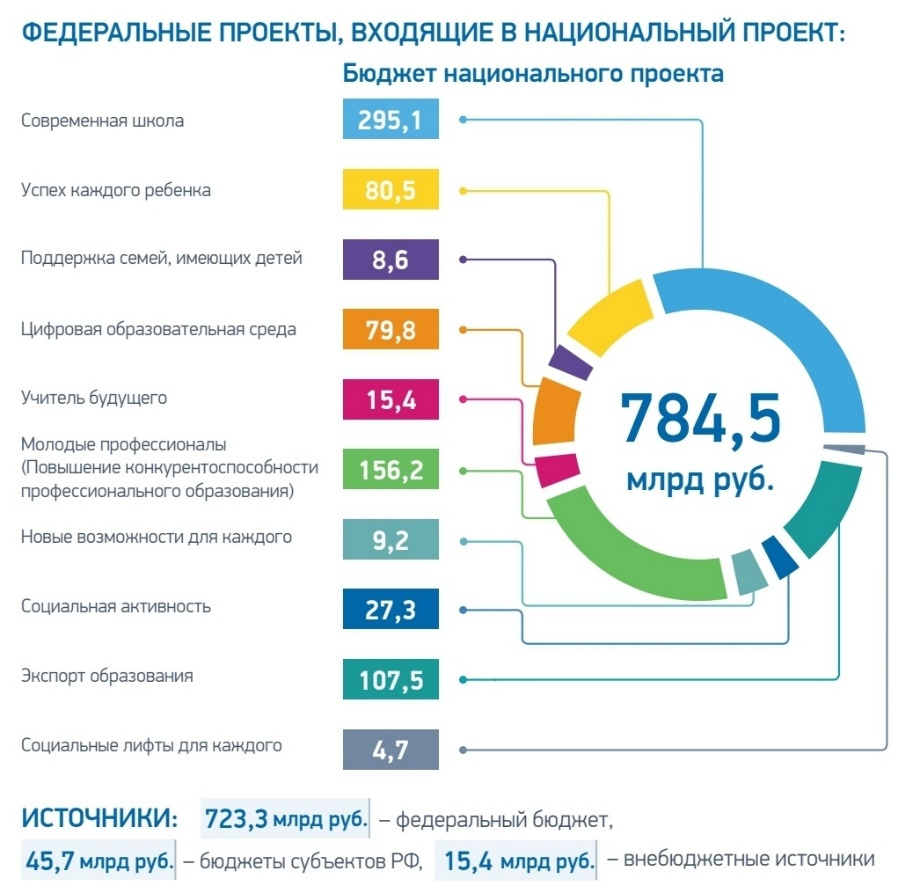 ФЕДЕРАЛЬНЫЕ ПРОЕКТЫ, ВХОДЯЩИЕ В НАЦИОНАЛЬНЫЙ ПРОЕКТ:
Бюджет национального проекта
Современная школа 295,1
Успех каждого ребенка 80,5
Поддержка семей, имеющих детей 8,6
Цифровая образовательная среда 79,8
Учитель будущего 15,4
Молодые профессионалы
(Повышение конкурентоспособности 156,2
профессионального образования)
Новые возможности для каждого 9,2
Социальная активность 27,3
Экспорт образования 107,5
Социальные лифты для каждого 4,7
784,5
млрд руб.
ИСТОЧНИКИ: 723,3 млрд руб. – федеральный бюджет,
45,7 млрд руб. – бюджеты субъектов РФ, 15,4 млрд руб. – внебюджетные источники